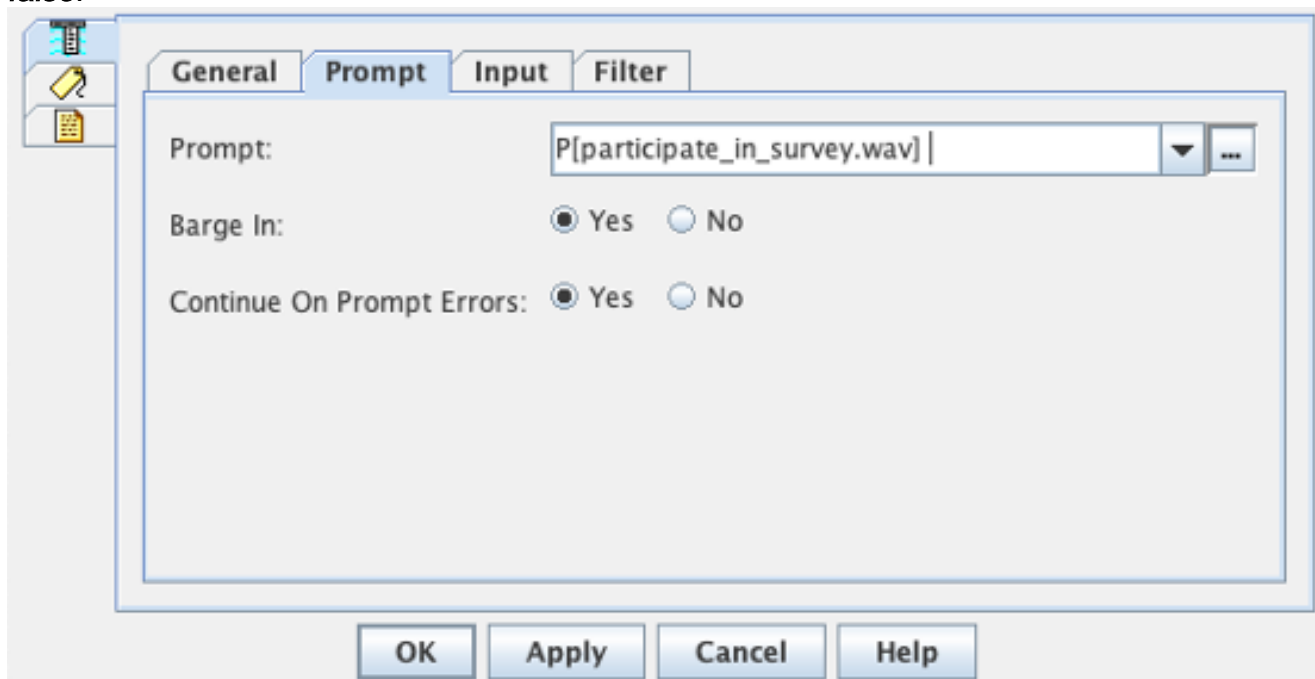 General Prompt Input Filter
Prompt: P[participate_in_survey.wav] ...
Barge In: Yes No
Continue On Prompt Errors: Yes No
OK Apply Cancel Help